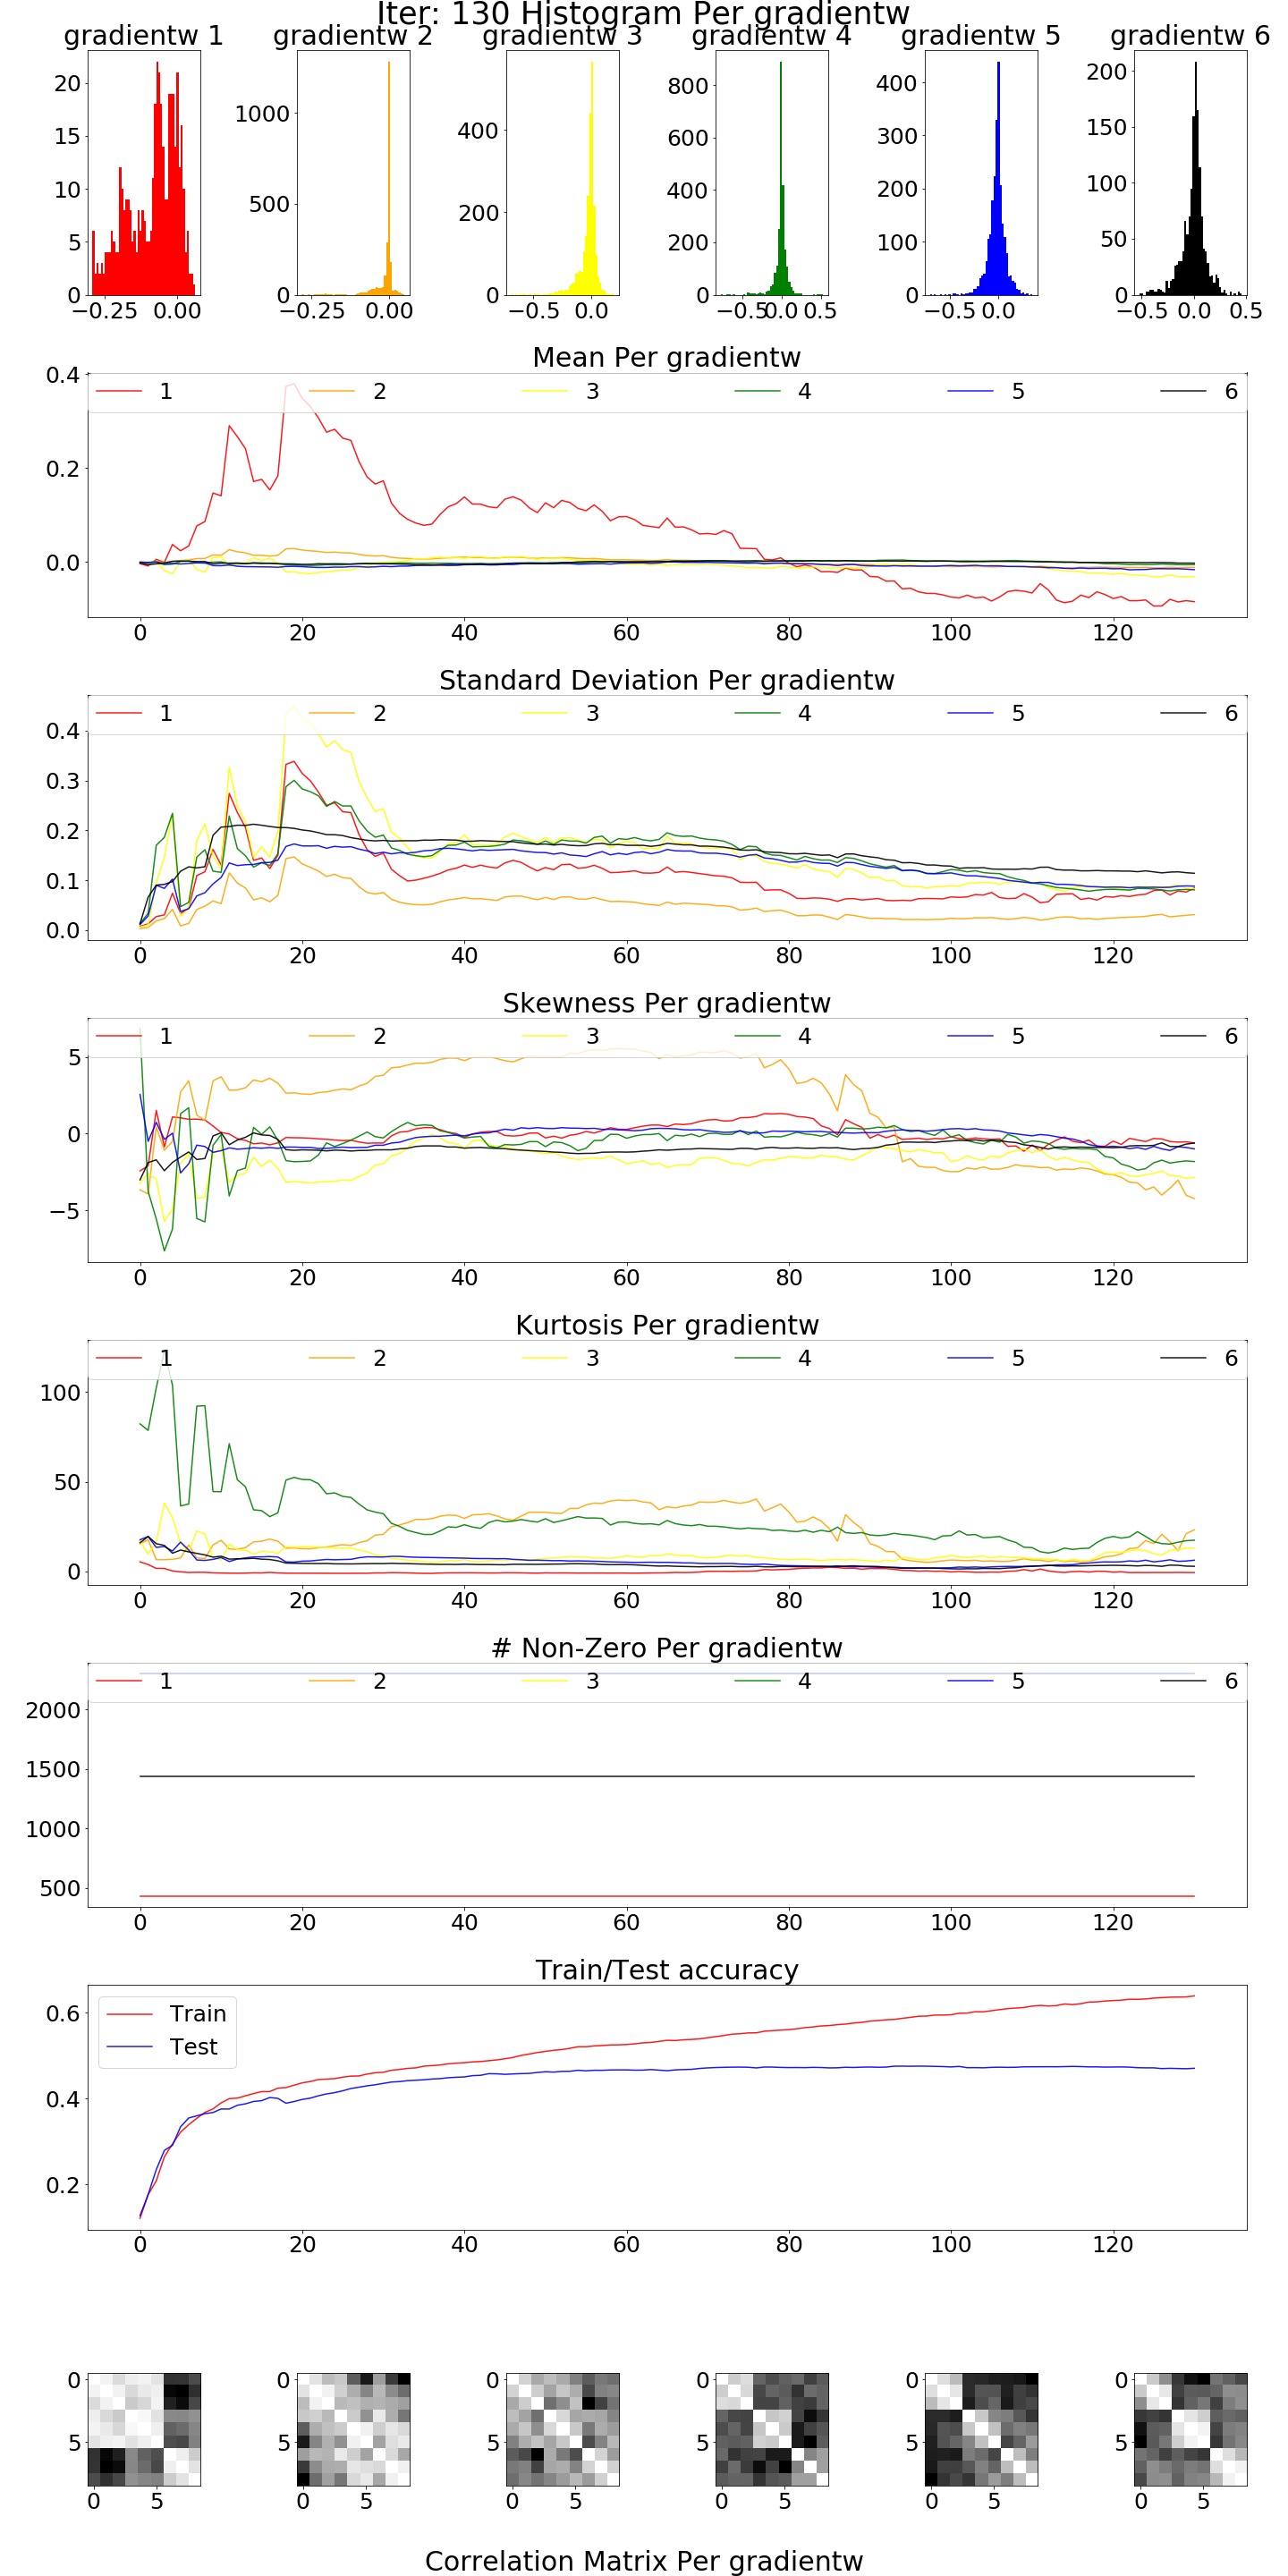 Iter: 130 Histogram Per gradientw
gradientw 1 gradientw 2 gradientw 3 gradientw 4 gradientw 5 gradientw 6
20 15 10 5 0
1000 500 0
400 200 0
800 600 400 200 0
400 300 200 100 0
200 150 100 50 0
−0.25 0.00 −0.25 0.00 −0.5 0.0 −0.5 0.0 0.5 −0.5 0.0 −0.5 0.0 0.5
Mean Per gradientw
1 2 3 4 5 6
0.4
0.2
0.0
0 20 40 60 80 100 120
Standard Deviation Per gradientw
1 2 3 4 5 6
0.4
0.3
0.2
0.1
0.0
0 20 40 60 80 100 120
Skewness Per gradientw
1 2 3 4 5 6
5
0
−5
0 20 40 60 80 100 120
Kurtosis Per gradientw
1 2 3 4 5 6
100
50
0
0 20 40 60 80 100 120
# Non-Zero Per gradientw
1 2 3 4 5 6
2000
1500
1000
500
0 20 40 60 80 100 120
Train/Test accuracy
Train
Test
0.6
0.4
0.2
0 20 40 60 80 100 120
0 0 0 0 0 0
5 5 5 5 5 5
0 5 0 5 0 5 0 5 0 5 0 5
Correlation Matrix Per gradientw